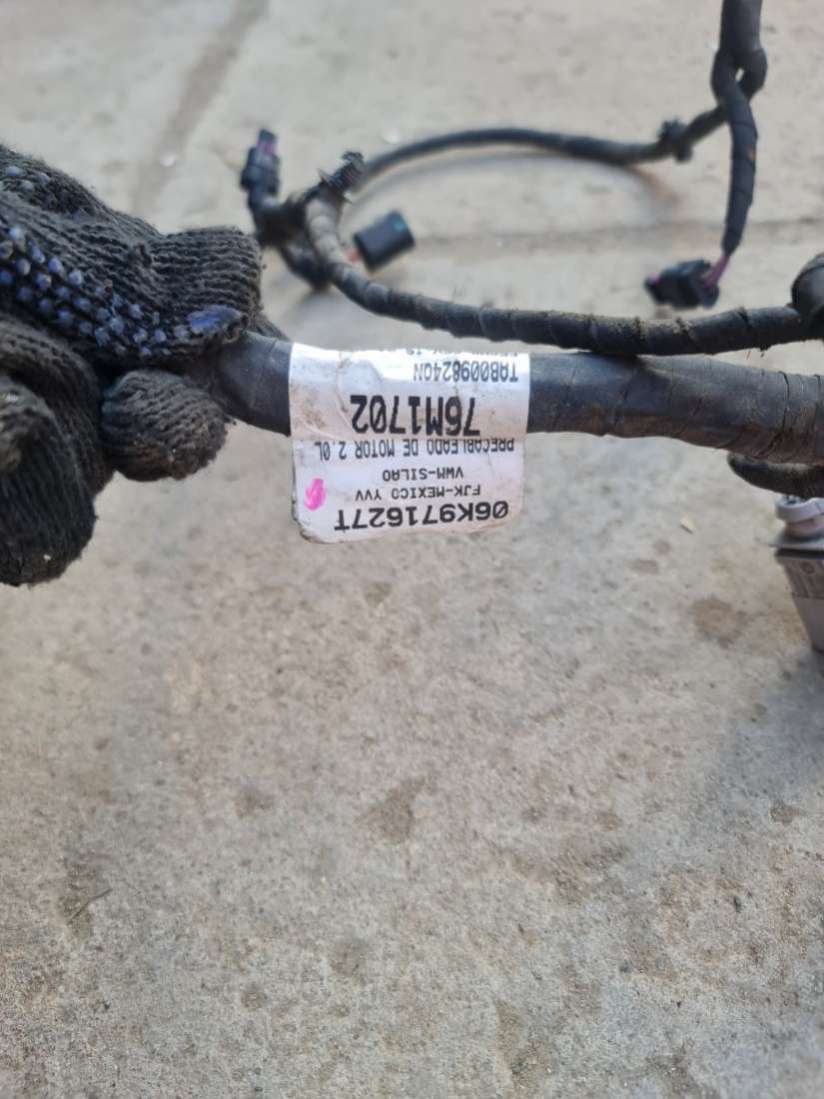 06K971627T
FJK-MEXICO YVV
VWM-SILAO
PRECABLEADO DE MOTOR 2.0L
76M1702
TAB0098240N